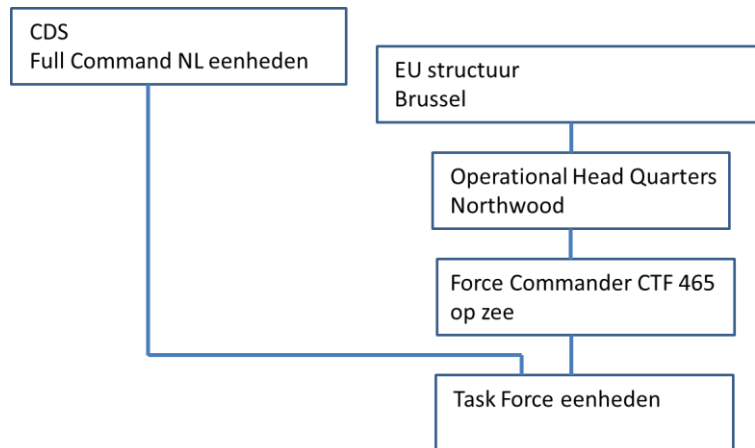 CDS
Full Command NL eenheden
EU structuur
Brussel
Operational Head Quarters
Northwood
Force Commander CTF 465
op zee
Task Force eenheden